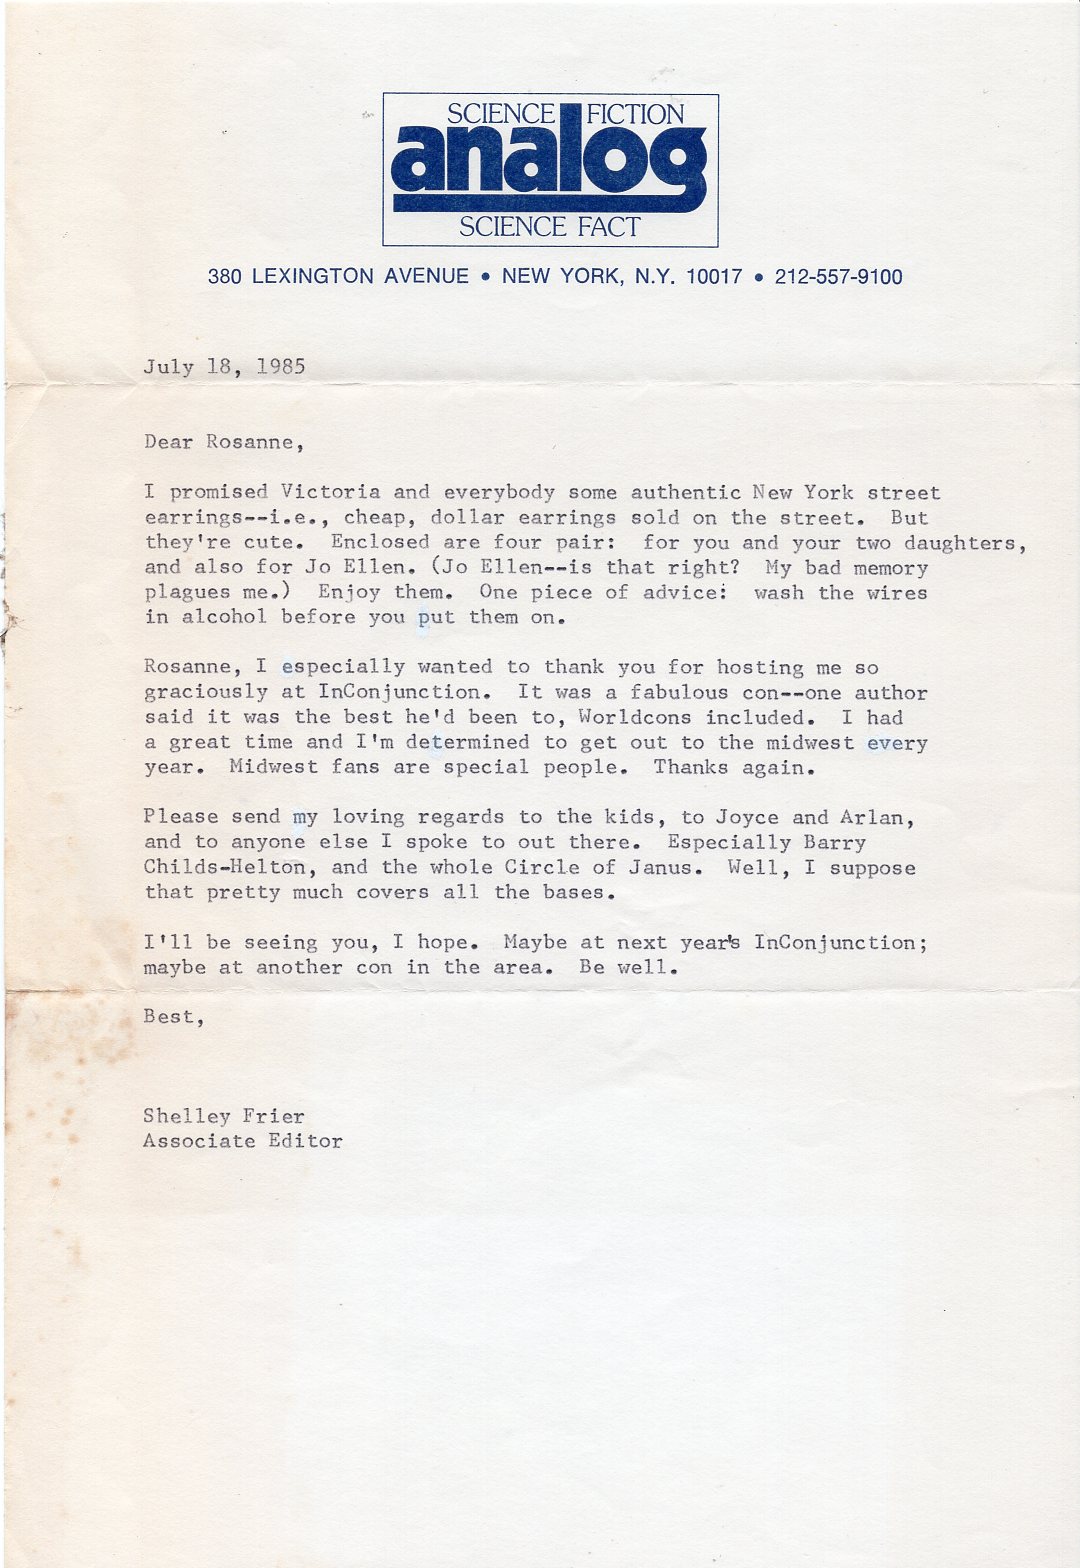 SCIENCE FICTION
analog
SCIENCE FACT
380 LEXINGTON AVENUE • NEW YORK, N.Y. 10017 • 212-557-9100
July 18, 1985
Dear Rosanne,
I promised Victoria and everybody some authentic New York street
earrings--i.e., cheap, dollar earrings sold on the street.  But
they're cute.  Enclosed are four pair:  for you and your two daughters,
and also for Jo Ellen. (Jo Ellen--is that right?  My bad memory
plagues me.)  Enjoy them.  One piece of advice:  wash the wires
in alcohol before you put them on.
Rosanne, I especially wanted to thank you for hosting me so
graciously at InConjunction.  It was a fabulous con--one author
said it was the best he'd been to, Worldcons included.  I had
a great time and I'm determined to get out to the midwest every
year.  Midwest fans are special people.  Thanks again.
Please send my loving regards to the kids, to Joyce and Arlan,
and to anyone else I spoke to out there.  Especially Barry
Childs-Helton, and the whole Circle of Janus.  Well, I suppose
that pretty much covers all the bases.
I'll be seeing you, I hope.  Maybe at next year's InConjunction;
maybe at another con in the area.  Be well.
Best,
Shelley Frier
Associate Editor